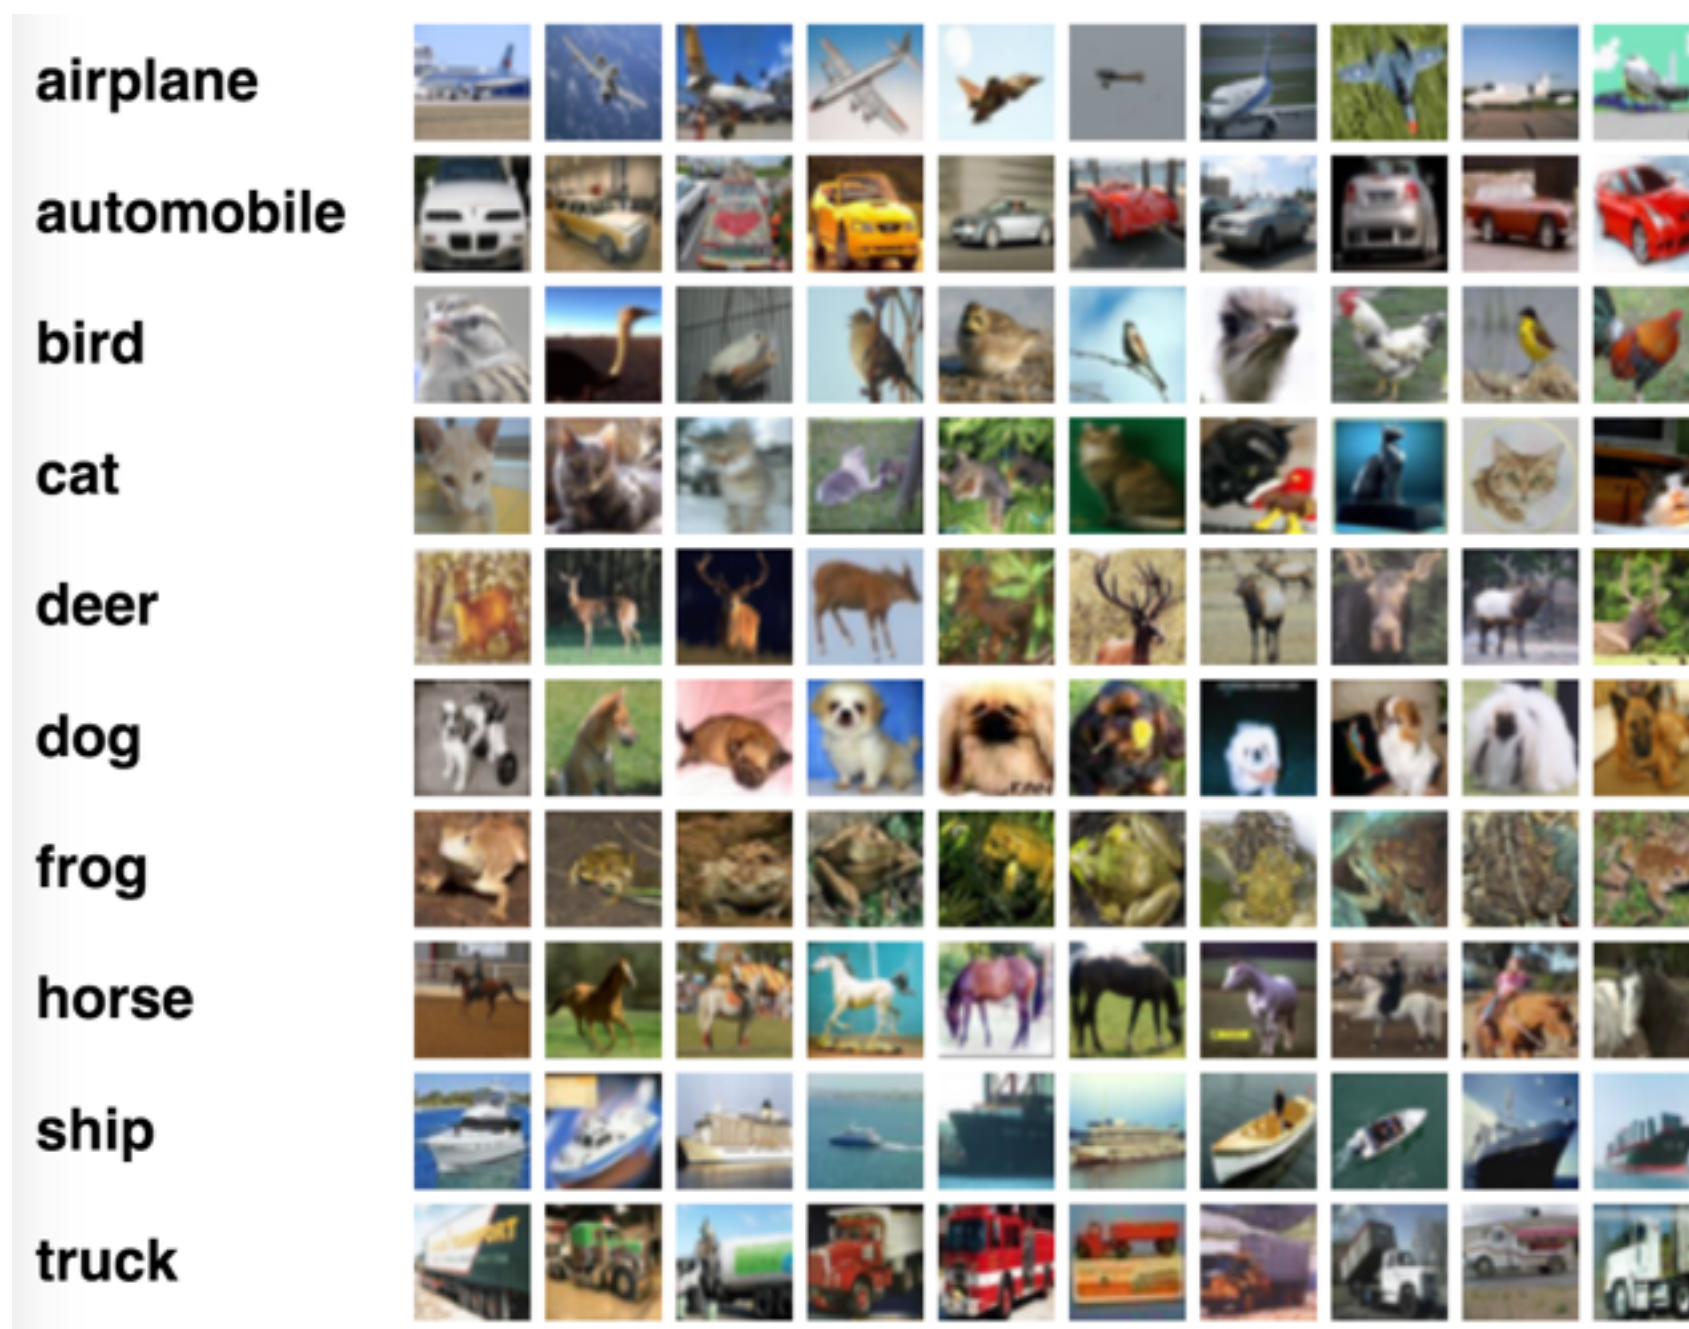 airplane
automobile
bird
cat
deer
dog
frog
horse
ship
truck